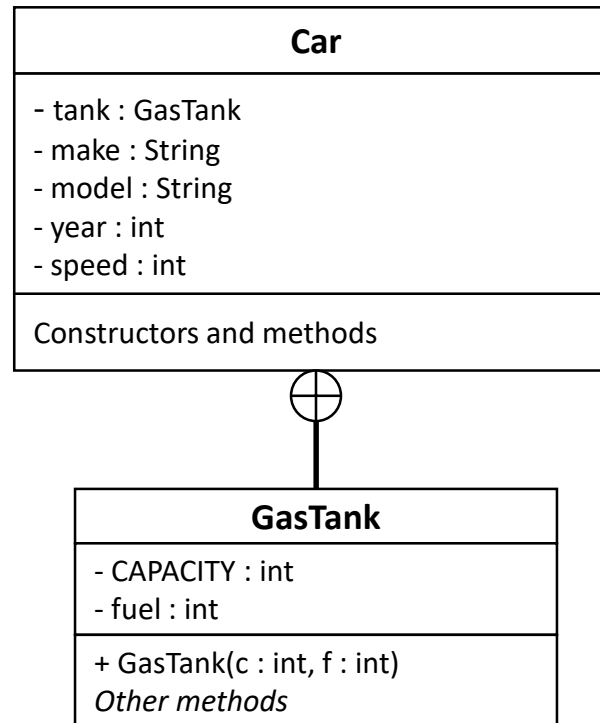 Car
- tank : GasTank
- make : String
- model : String
- year : int
- speed : int
Constructors and methods
GasTank
- CAPACITY : int
- fuel : int
+ GasTank(c : int, f : int)
Other methods